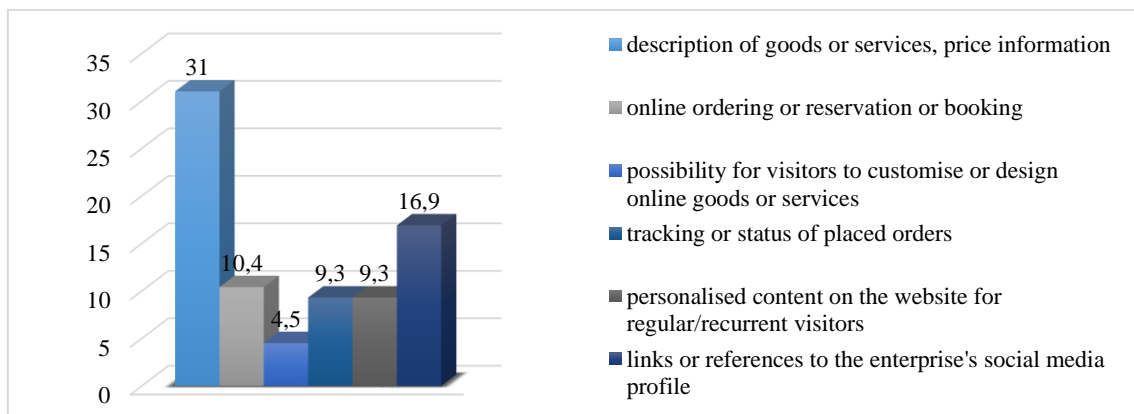 35
30
25
20
15
10
5
0
31
10,4
4,5
9,3
9,3
16,9
description of goods or services, price information
online ordering or reservation or booking
possibility for visitors to customise or design
online goods or services
tracking or status of placed orders
personalised content on the website for
regular/recurrent visitors
links or references to the enterprise's social media
profile